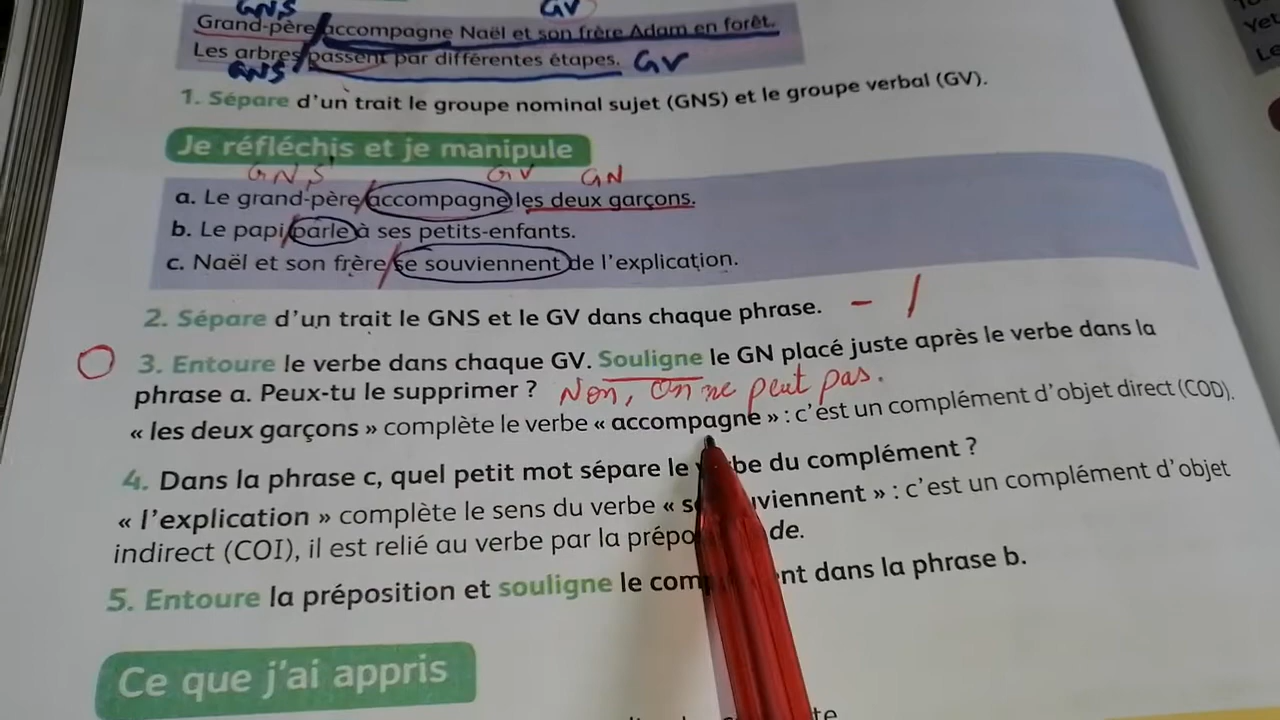 GNS GV
Grand-père/accompagne Naël et son frère Adam en forêt.
Les arbres/passent par différentes étapes. GV
GNS
1. Sépare d'un trait le groupe nominal sujet (GNS) et le groupe verbal (GV).
Je réfléchis et je manipule
GNS GV GN
a. Le grand-père/accompagne les deux garçons.
b. Le papi/parle à ses petits-enfants.
c. Naël et son frère/se souviennent de l'explication.
2. Sépare d'un trait le GNS et le GV dans chaque phrase. - /
3. Entoure le verbe dans chaque GV. Souligne le GN placé juste après le verbe dans la
phrase a. Peux-tu le supprimer ? Non, on ne peut pas.
« les deux garçons » complète le verbe « accompagne » : c'est un complément d'objet direct (COD).
4. Dans la phrase c, quel petit mot sépare le be du complément ?
« l'explication » complète le sens du verbe « s uviennent » : c'est un complément d'objet
indirect (COI), il est relié au verbe par la prépo de.
5. Entoure la préposition et souligne le com nt dans la phrase b.
Ce que j'ai appris